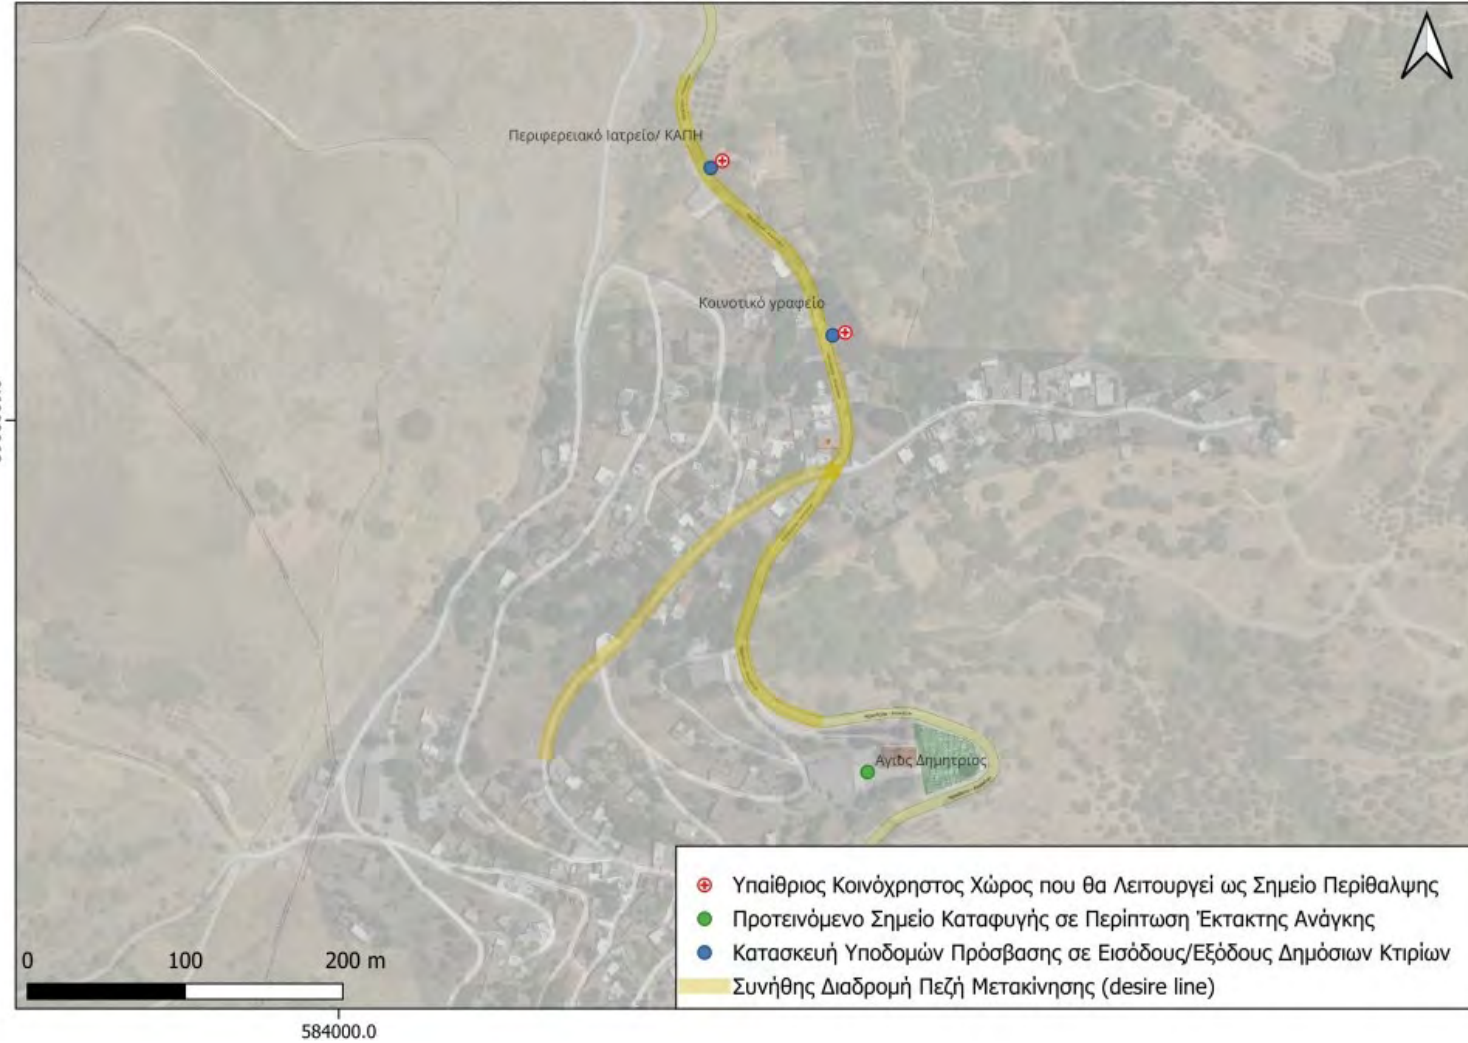 Περιφερειακό Ιατρείο/ ΚΑΠΗ
Κοινοτικό γραφείο
Αγιος Δημητριος
Υπαίθριος Κοινόχρηστος Χώρος που θα Λειτουργεί ως Σημείο Περίθαλψης
Προτεινόμενο Σημείο Καταφυγής σε Περίπτωση Έκτακτης Ανάγκης
Κατασκευή Υποδομών Πρόσβασης σε Εισόδους/Εξόδους Δημόσιων Κτιρίων
Συνήθης Διαδρομή Πεζή Μετακίνησης (desire line)
0 100 200 m
584000.0